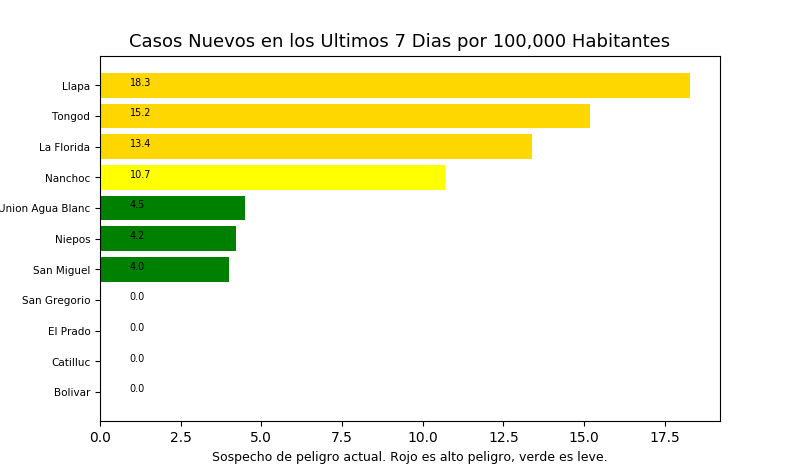 Casos Nuevos en los Ultimos 7 Dias por 100,000 Habitantes
Llapa 18.3
Tongod 15.2
La Florida 13.4
Nanchoc 10.7
Union Agua Blanc 4.5
Niepos 4.2
San Miguel 4.0
San Gregorio 0.0
El Prado 0.0
Catilluc 0.0
Bolivar 0.0
0.0 2.5 5.0 7.5 10.0 12.5 15.0 17.5
Sospecho de peligro actual. Rojo es alto peligro, verde es leve.